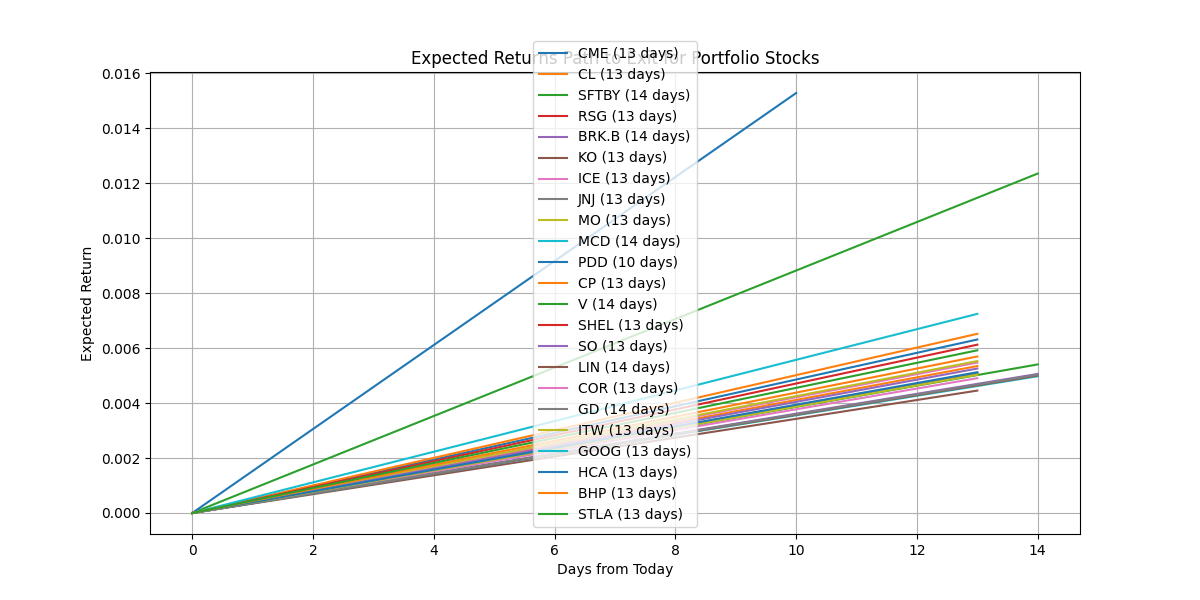 Expected Returns Path to Exit for Portfolio Stocks
CME (13 days)
CL (13 days)
SFTBY (14 days)
RSG (13 days)
BRK.B (14 days)
KO (13 days)
ICE (13 days)
JNJ (13 days)
MO (13 days)
MCD (14 days)
PDD (10 days)
CP (13 days)
V (14 days)
SHEL (13 days)
SO (13 days)
LIN (14 days)
COR (13 days)
GD (14 days)
ITW (13 days)
GOOG (13 days)
HCA (13 days)
BHP (13 days)
STLA (13 days)
Expected Return
0.016
0.014
0.012
0.010
0.008
0.006
0.004
0.002
0.000
0 2 4 6 8 10 12 14
Days from Today